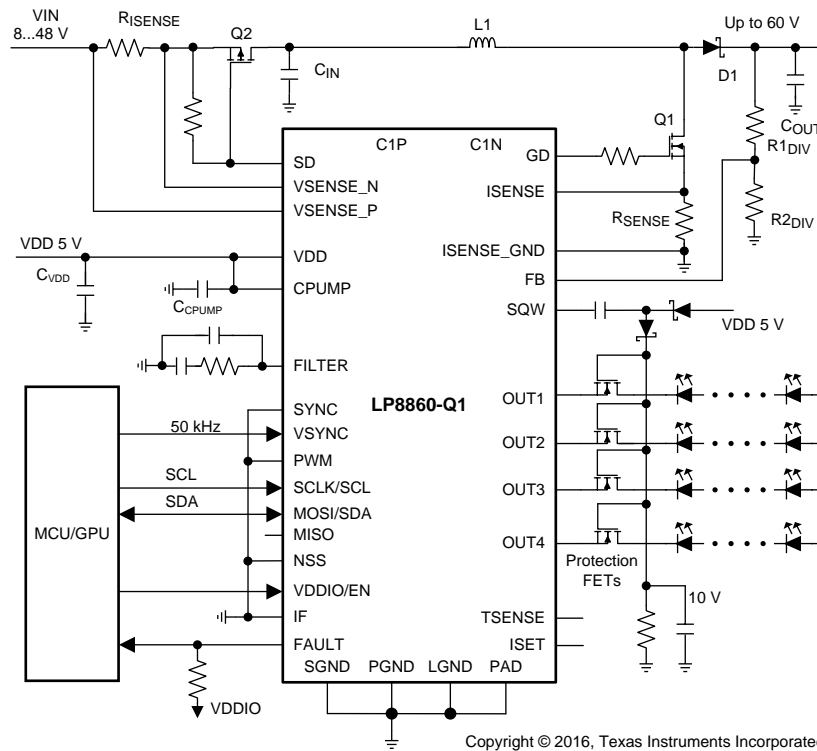 VIN
8...48 V
RISENSE
Q2
CIN
L1
Up to 60 V
D1
COUT
R1DIV
R2DIV
Q1
C1P
C1N
SD
VSENSE_N
VSENSE_P
GD
ISENSE
RSENSE
ISENSE_GND
FB
VDD 5 V
CVDD
VDD
CPUMP
CCPUMP
SQW
VDD 5 V
FILTER
LP8860-Q1
OUT1
OUT2
OUT3
OUT4
Protection
FETs
10 V
MCU/GPU
50 kHz
SCL
SDA
SYNC
VSYNC
PWM
SCLK/SCL
MOSI/SDA
MISO
NSS
VDDIO/EN
IF
FAULT
VDDIO
TSENSE
ISET
SGND
PGND
LGND
PAD
Copyright © 2016, Texas Instruments Incorporated